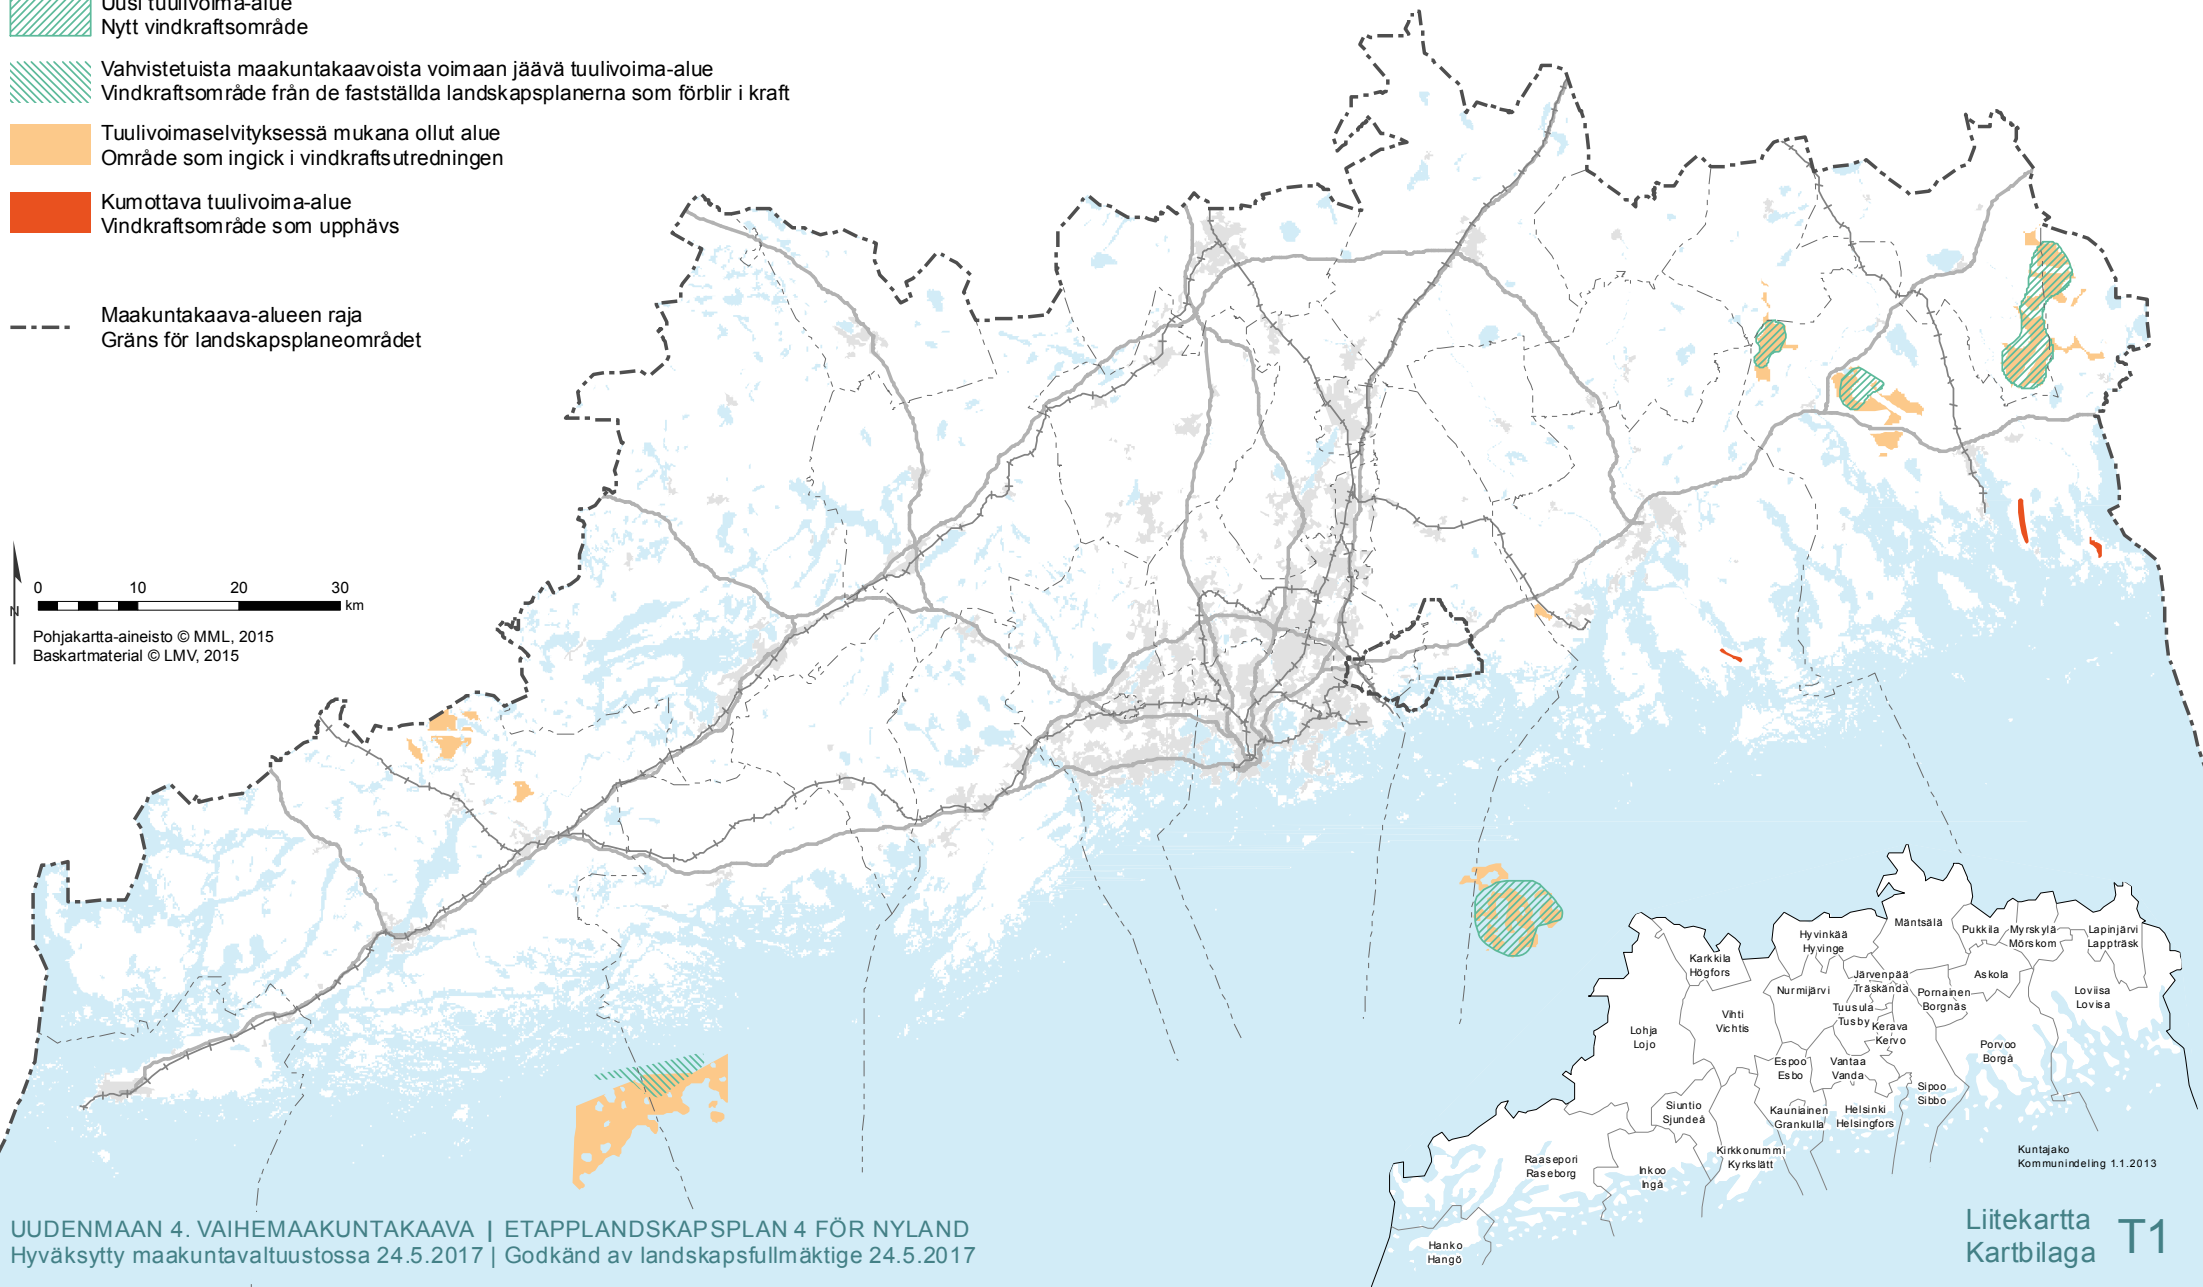 Uusi tuulivoima-alue
Nytt vindkraftsområde
Vahvistetuista maakuntakaavoista voimaan jäävä tuulivoima-alue
Vindkraftsområde från de fastställda landskapsplanerna som förblir i kraft
Tuulivoimaselvityksessä mukana ollut alue
Område som ingick i vindkraftsutredningen
Kumottava tuulivoima-alue
Vindkraftsområde som upphävs
Maakuntakaava-alueen raja
Gräns för landskapsplaneområdet
N
0 10 20 30
km
Pohjakartta-aineisto © MML, 2015
Baskartmaterial © LMV, 2015
Mäntsälä
Pukkila
Myrskylä
Mörskom
Lapinjärvi
Lappträsk
Hyvinkää
Hyvinge
Karkkila
Högfors
Järvenpää
Träskända
Askola
Nurmijärvi
Pornainen
Borgnäs
Loviisa
Lovisa
Tuusula
Tusby
Vihti
Vichtis
Kerava
Kervo
Lohja
Lojo
Porvoo
Borgå
Espoo
Esbo
Vantaa
Vanda
Sipoo
Sibbo
Siuntio
Sjundeå
Kauniainen
Grankulla
Helsinki
Helsingfors
Kirkkonummi
Kyrkslätt
Raasepori
Raseborg
Inkoo
Ingå
Hanko
Hangö
Kuntajako
Kommunindeling 1.1.2013
UUDENMAAN 4. VAIHEMAAKUNTAKAAVA | ETAPPLANDSKAPSPLAN 4 FÖR NYLAND
Hyväksytty maakuntavaltuustossa 24.5.2017 | Godkänd av landskapsfullmäktige 24.5.2017
Liitekartta
Kartbilaga
T1